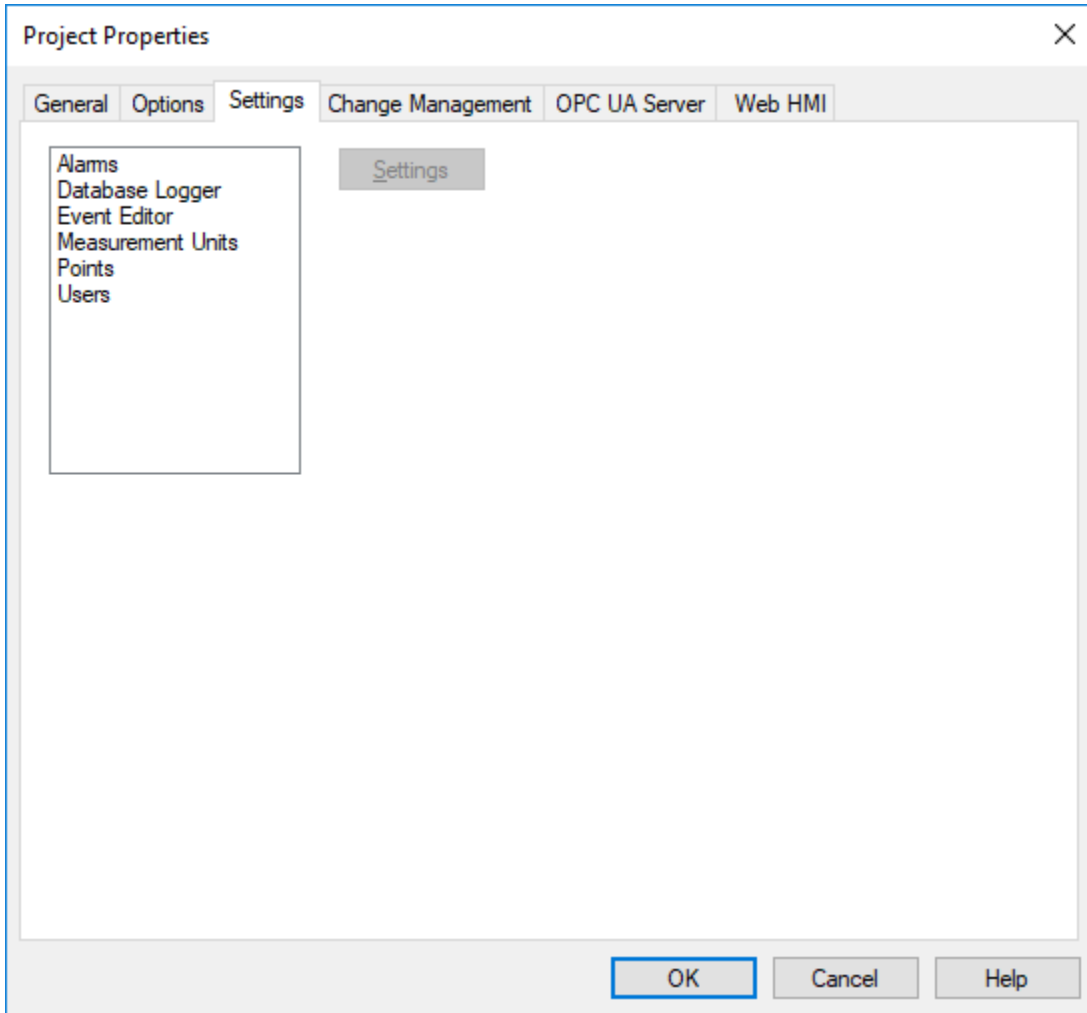 Project Properties
General Options Settings Change Management OPC UA Server Web HMI
Alarms
Settings
Database Logger
Event Editor
Measurement Units
Points
Users
OK Cancel Help